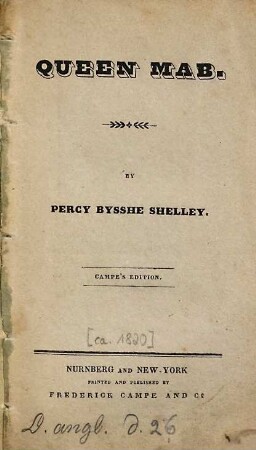 QUEEN MAB.
BY
PERCY BYSSHE SHELLEY.
CAMPE'S EDITION.
[ca. 1820]
NURNBERG AND NEW-YORK
PRINTED AND PUBLISHED BY
FREDERICK CAMPE AND Co
D. angl. d. 26